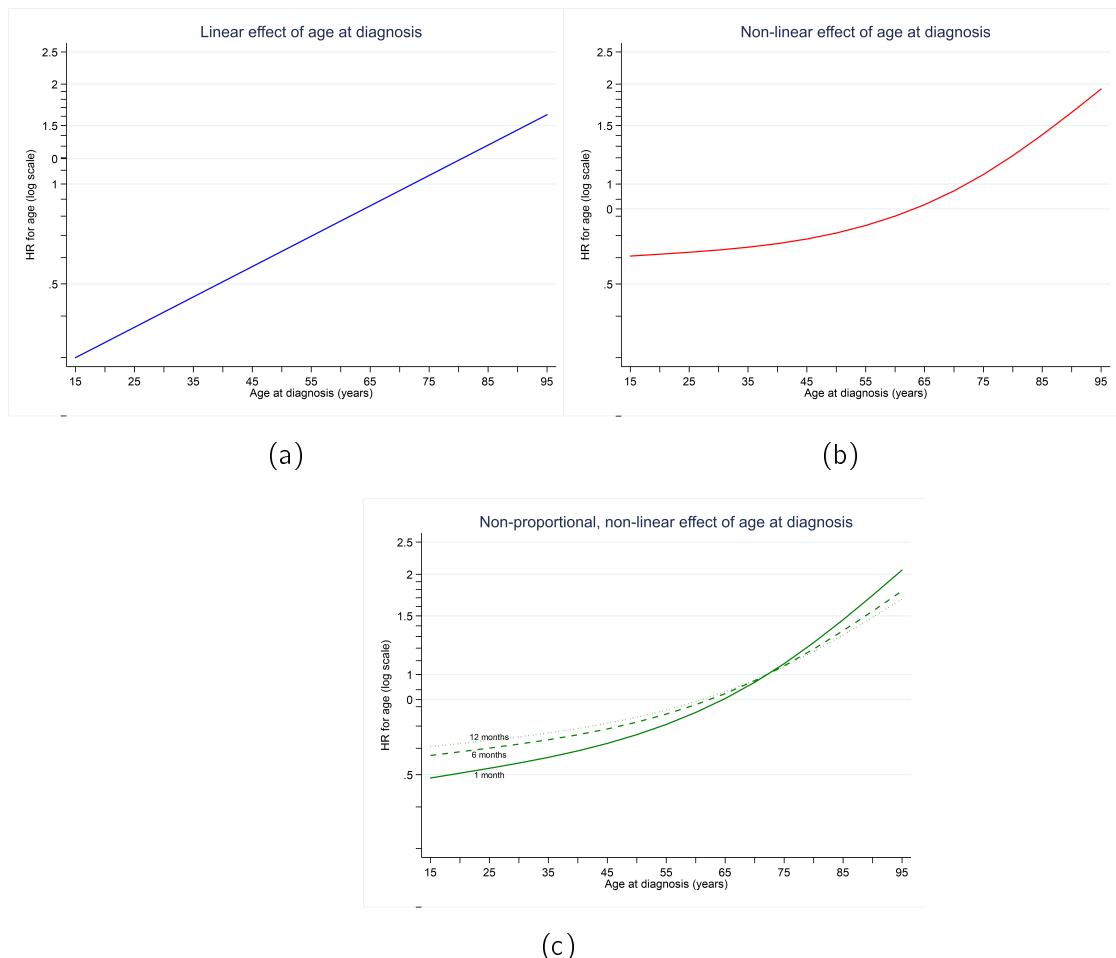 Linear effect of age at diagnosis
2.5
2
1.5
0
1
.5
HR for age (log scale)
15 25 35 45 55 65 75 85 95
Age at diagnosis (years)
(a)
Non-linear effect of age at diagnosis
2.5
2
1.5
1
0
.5
HR for age (log scale)
15 25 35 45 55 65 75 85 95
Age at diagnosis (years)
(b)
Non-proportional, non-linear effect of age at diagnosis
2.5
2
1.5
1
0
.5
HR for age (log scale)
12 months
6 months
1 month
15 25 35 45 55 65 75 85 95
Age at diagnosis (years)
(c)